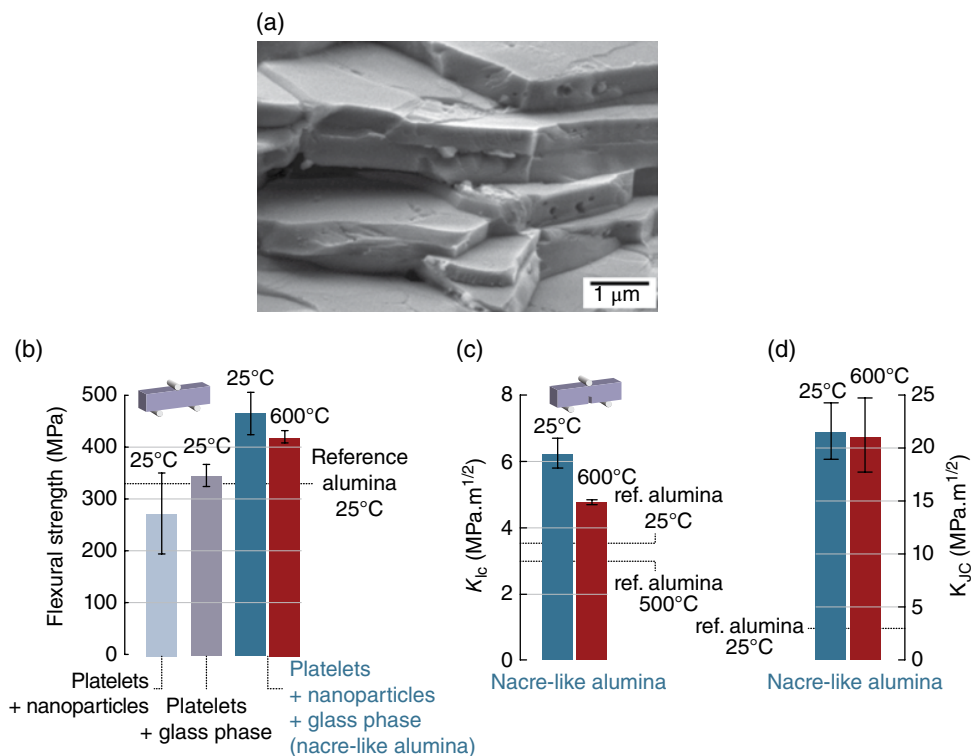 (a)
1 μm
(b)
Flexural strength (MPa)
500
400
300
200
100
0
25°C
25°C
25°C
600°C
Reference
alumina
25°C
Platelets
+ nanoparticles
Platelets
+ glass phase
Platelets
+ nanoparticles
+ glass phase
(nacre-like alumina)
(c)
K_Ic (MPa.m^1/2)
8
6
4
2
0
25°C
600°C
ref. alumina
25°C
ref. alumina
500°C
Nacre-like alumina
(d)
25°C
600°C
25
20
15
10
5
0
K_JC (MPa.m^1/2)
ref. alumina
25°C
Nacre-like alumina